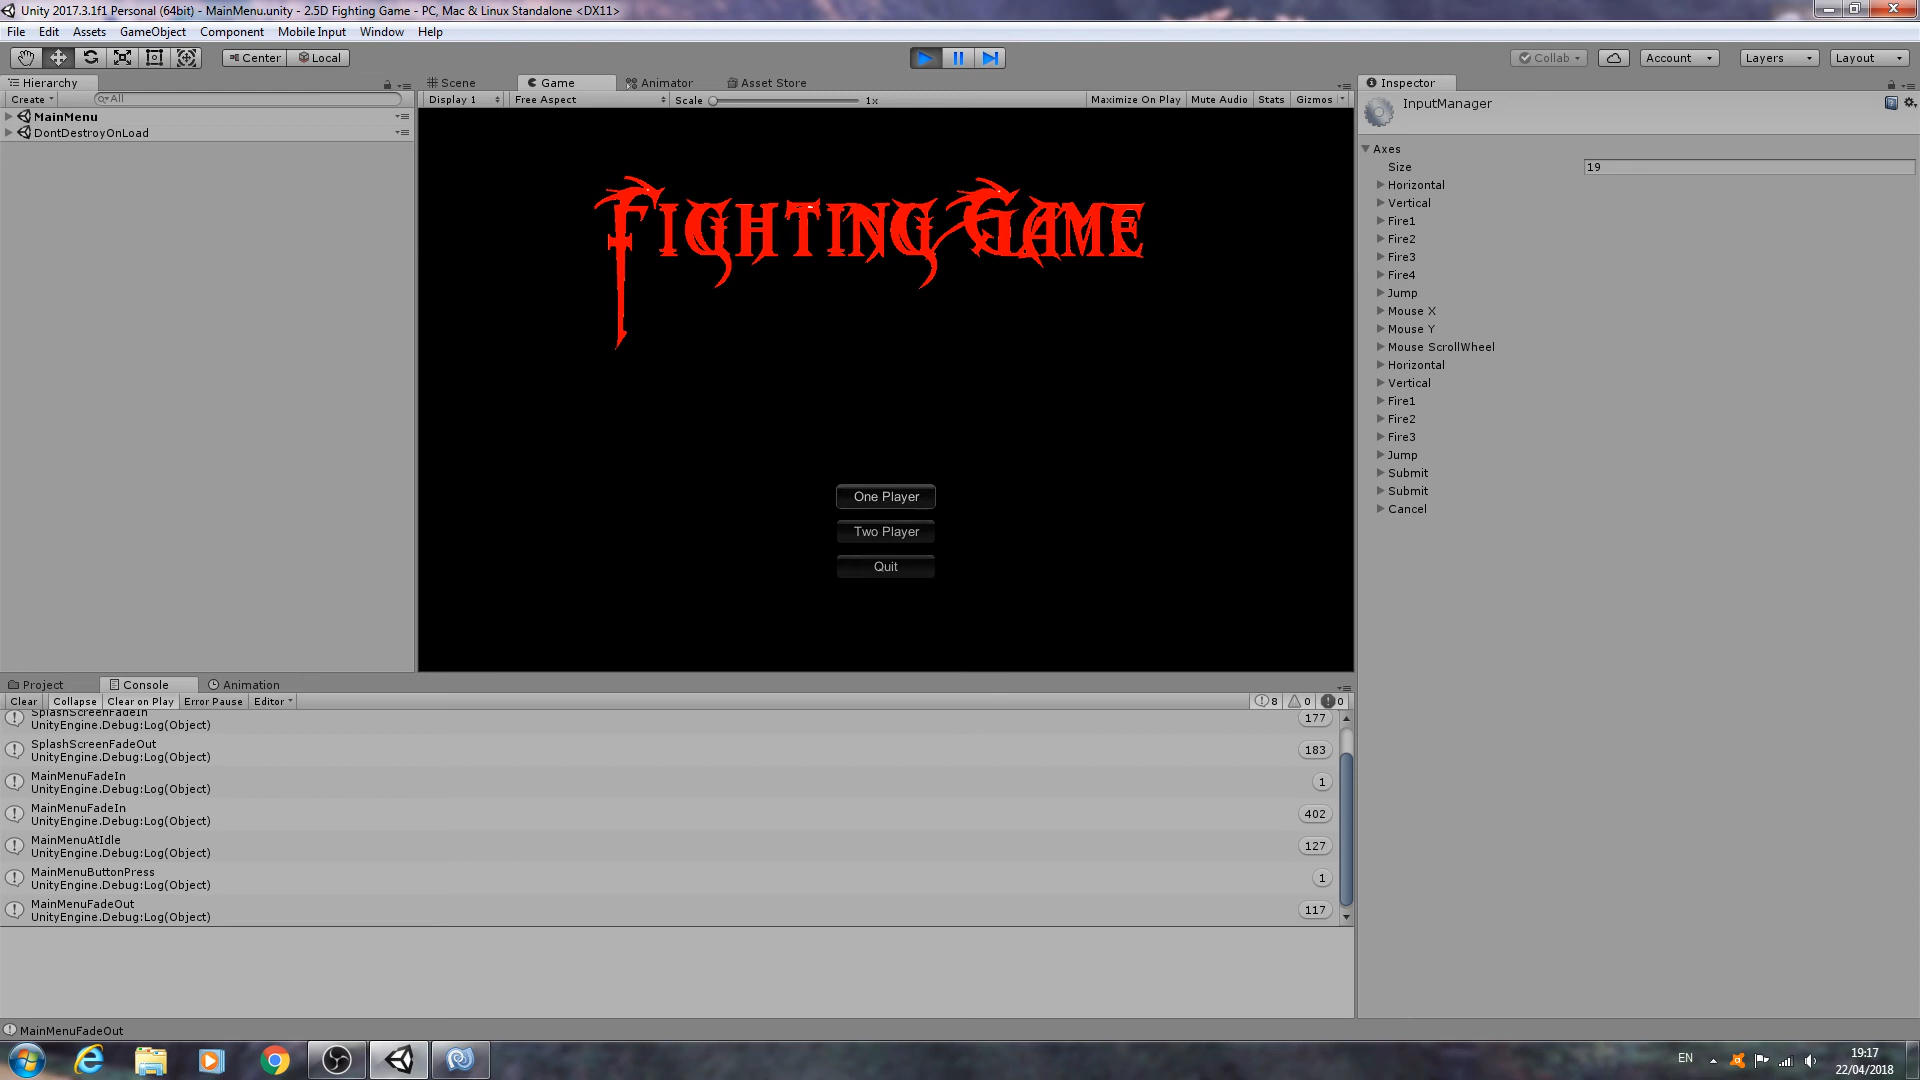 Unity 2017.3.1f1 Personal (64bit) - MainMenu.unity - 2.5D Fighting Game - PC, Mac & Linux Standalone <DX11>
File Edit Assets GameObject Component Mobile Input Window Help
Center Local Collab Account Layers Layout
Hierarchy
Create All
MainMenu
DontDestroyOnLoad
Scene Game Animator Asset Store
Display 1 Free Aspect Scale 1x Maximize On Play Mute Audio Stats Gizmos
Fighting Game
One Player
Two Player
Quit
Inspector
InputManager
Axes
Size 19
Horizontal
Vertical
Fire1
Fire2
Fire3
Fire4
Jump
Mouse X
Mouse Y
Mouse ScrollWheel
Horizontal
Vertical
Fire1
Fire2
Fire3
Jump
Submit
Submit
Cancel
Project Console Animation
Clear Collapse Clear on Play Error Pause Editor 8 0 0
SplashScreenFadeIn
UnityEngine.Debug:Log(Object) 177
SplashScreenFadeOut
UnityEngine.Debug:Log(Object) 183
MainMenuFadeIn
UnityEngine.Debug:Log(Object) 1
MainMenuFadeIn
UnityEngine.Debug:Log(Object) 402
MainMenuAtIdle
UnityEngine.Debug:Log(Object) 127
MainMenuButtonPress
UnityEngine.Debug:Log(Object) 1
MainMenuFadeOut
UnityEngine.Debug:Log(Object) 117
MainMenuFadeOut
EN
19:17
22/04/2018